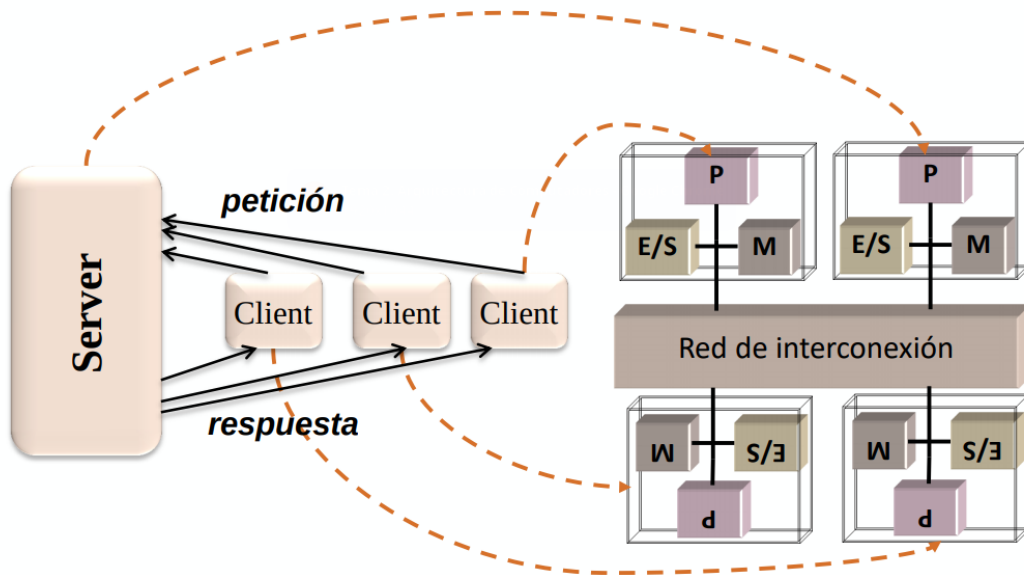 Server
petición
Client
Client
Client
respuesta
P
E/S
M
P
E/S
M
Red de interconexión
M
E/S
P
M
E/S
P